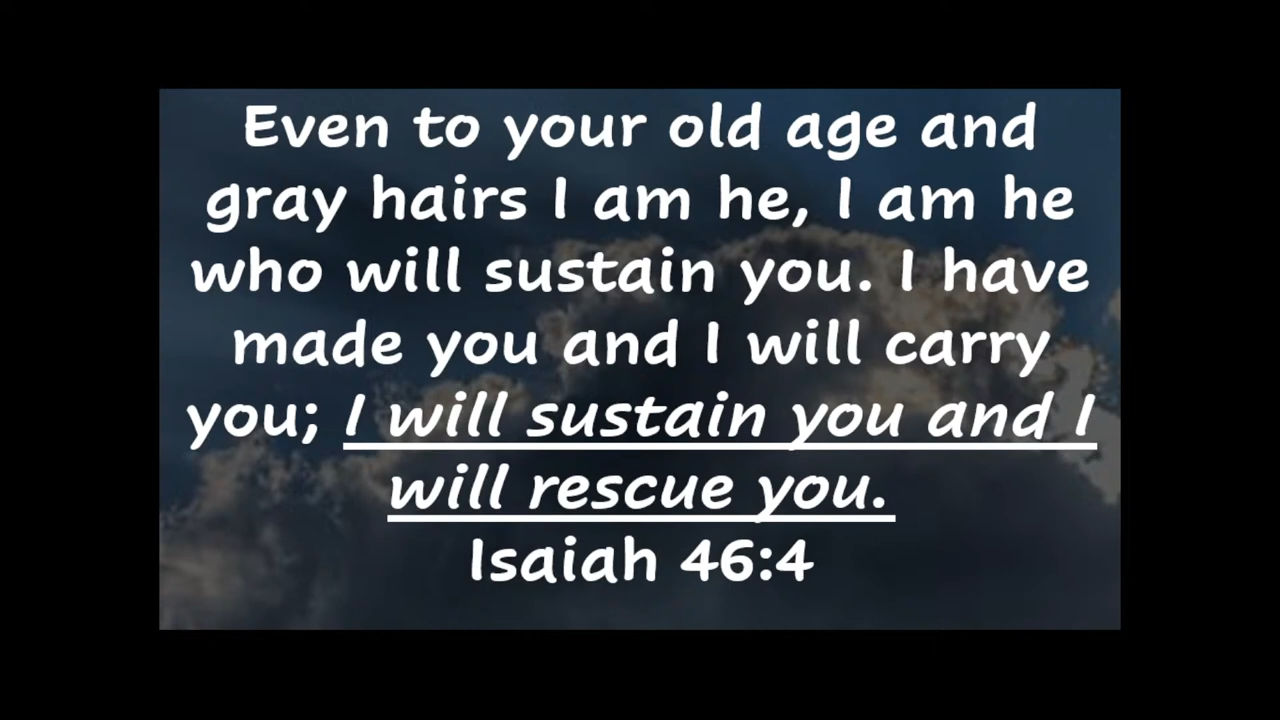 Even to your old age and
gray hairs I am he, I am he
who will sustain you. I have
made you and I will carry
you; I will sustain you and I
will rescue you.
Isaiah 46:4